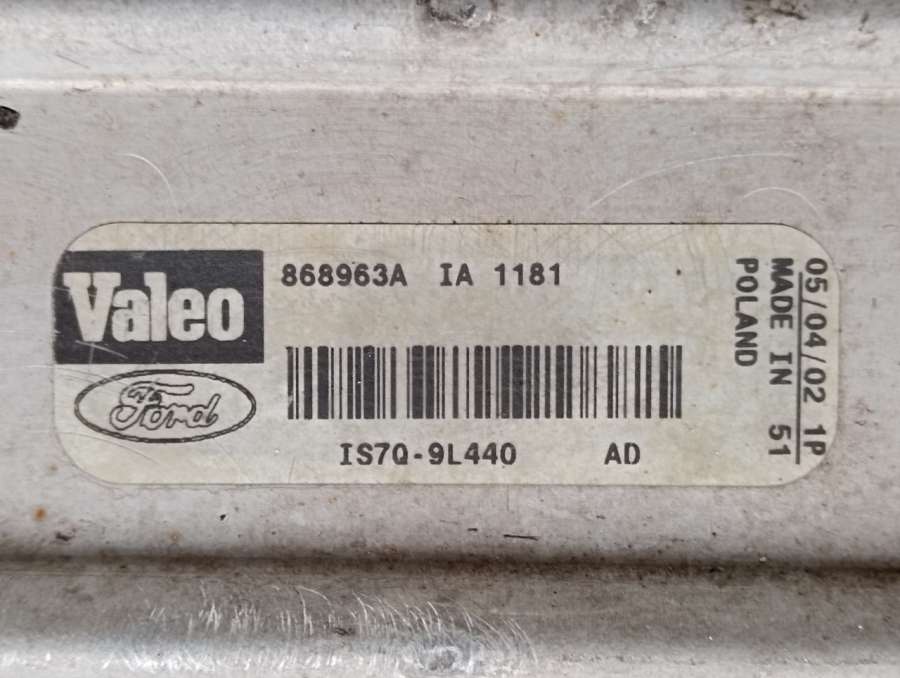 Valeo
868963A IA 1181
Ford
IS7Q-9L440 AD
05/04/02 1P
MADE IN 51
POLAND